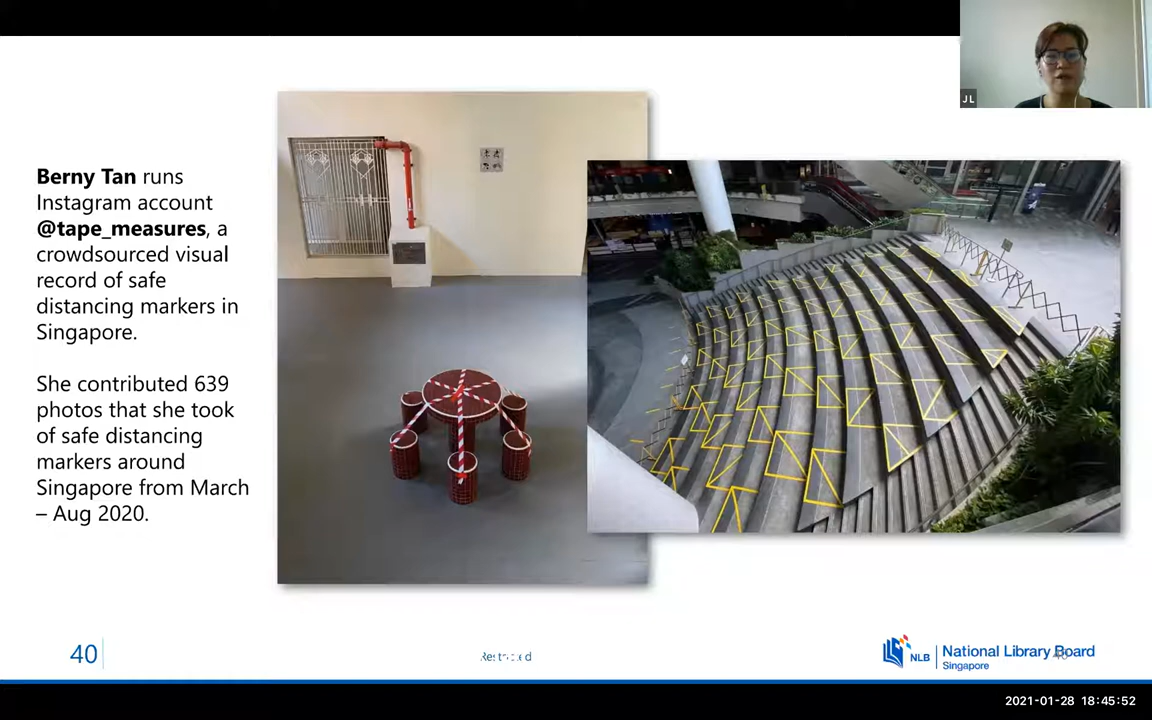 JL
Berny Tan runs
Instagram account
@tape_measures, a
crowdsourced visual
record of safe
distancing markers in
Singapore.
She contributed 639
photos that she took
of safe distancing
markers around
Singapore from March
– Aug 2020.
40
Restricted
NLB
National Library Board
Singapore
2021-01-28 18:45:52